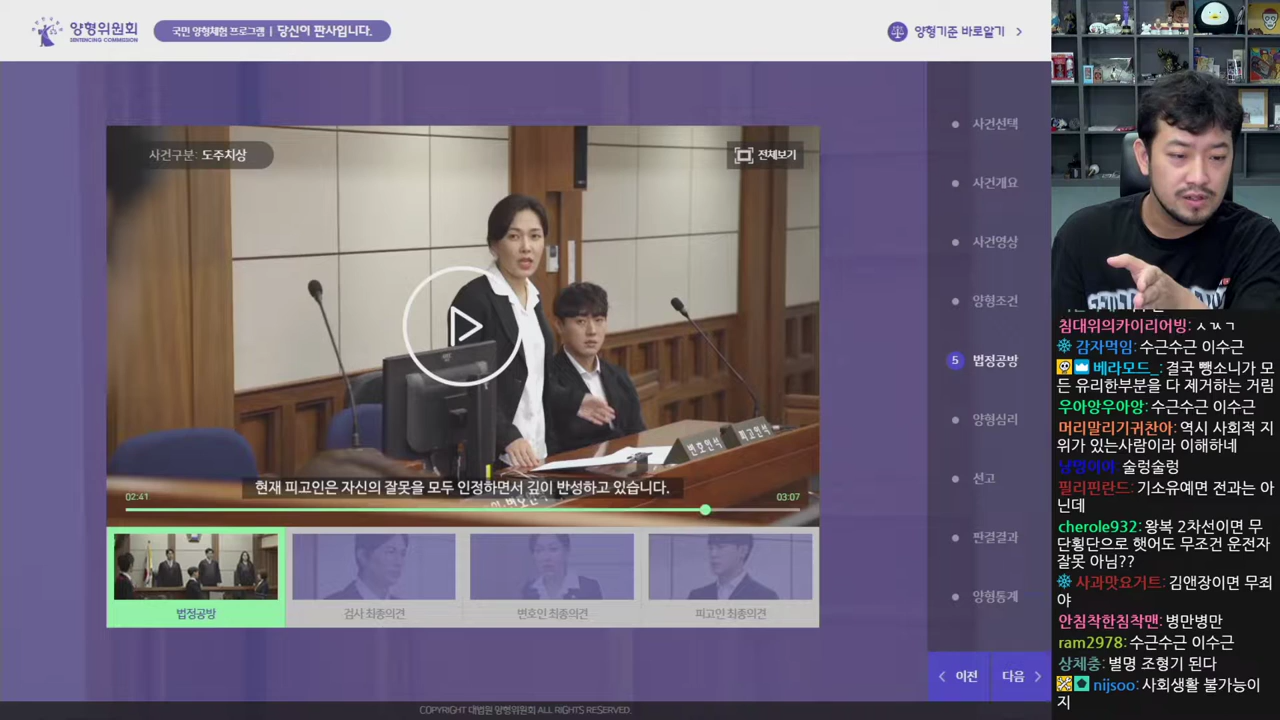 양형위원회
SENTENCING COMMISSION
국민 양형체험 프로그램 | 당신이 판사입니다.
양형기준 바로알기
사건구분: 도주치상
전체보기
변호인석
피고인석
현재 피고인은 자신의 잘못을 모두 인정하면서 깊이 반성하고 있습니다.
02:41
03:07
법정공방
검사 최종의견
변호인 최종의견
피고인 최종의견
사건선택
사건개요
사건영상
양형조건
5 법정공방
양형심리
선고
판결결과
양형통계
이전
다음
COPYRIGHT 대법원 양형위원회 ALL RIGHTS RESERVED.
침대위의카이리어빙: ㅅㄳㄱ
감자먹임: 수근수근 이수근
베라모드_: 결국 뺑소니가 모
든 유리한부분을 다 제거하는 거림
우아앙우아앙: 수근수근 이수근
머리말리기귀찬아: 역시 사회적 지
위가 있는사람이라 이해하네
술렁술렁
필리핀란드: 기소유예면 전과는 아
닌데
cherole932: 왕복 2차선이면 무
단횡단으로 햇어도 무조건 운전자
잘못 아님??
사과맛요거트: 김앤장이면 무죄
야
안침착한침착맨: 병만병만
ram2978: 수근수근 이수근
상체충: 별명 조형기 된다
nijsoo: 사회생활 불가능이
지